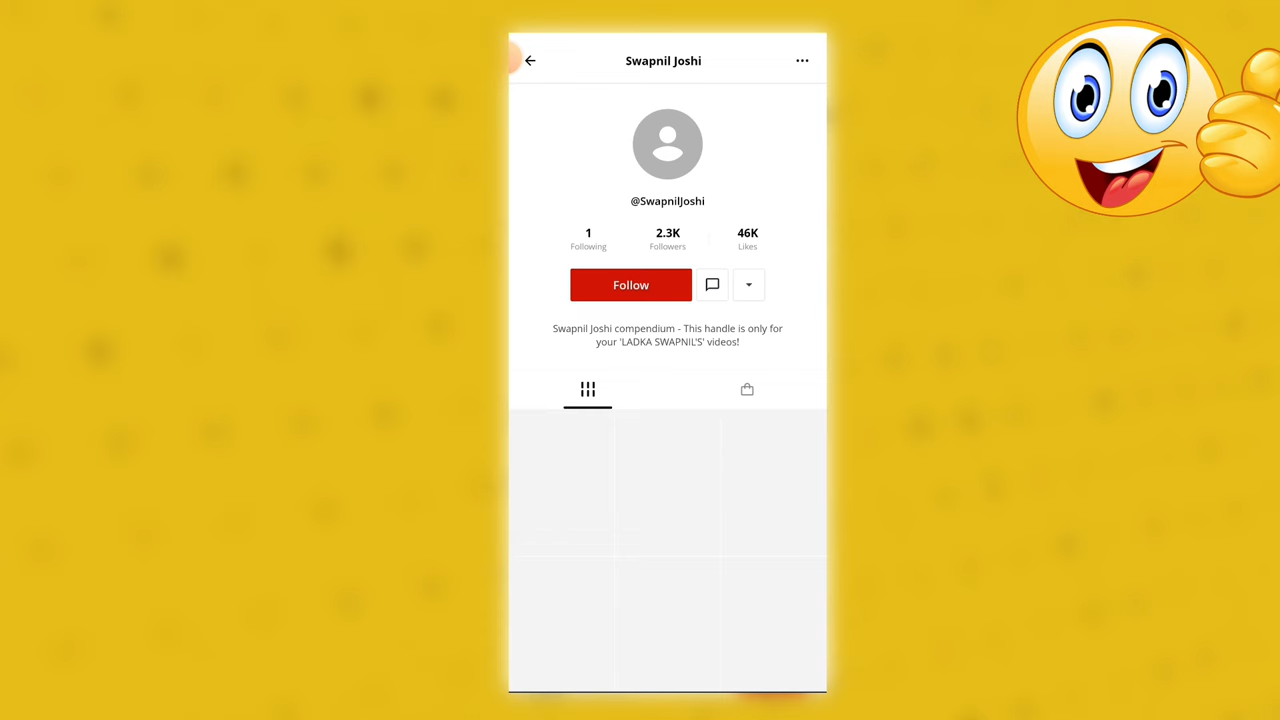 Swapnil Joshi
@SwapnilJoshi
1 2.3K 46K
Following Followers Likes
Follow
Swapnil Joshi compendium - This handle is only for
your 'LADKA SWAPNIL'S' videos!